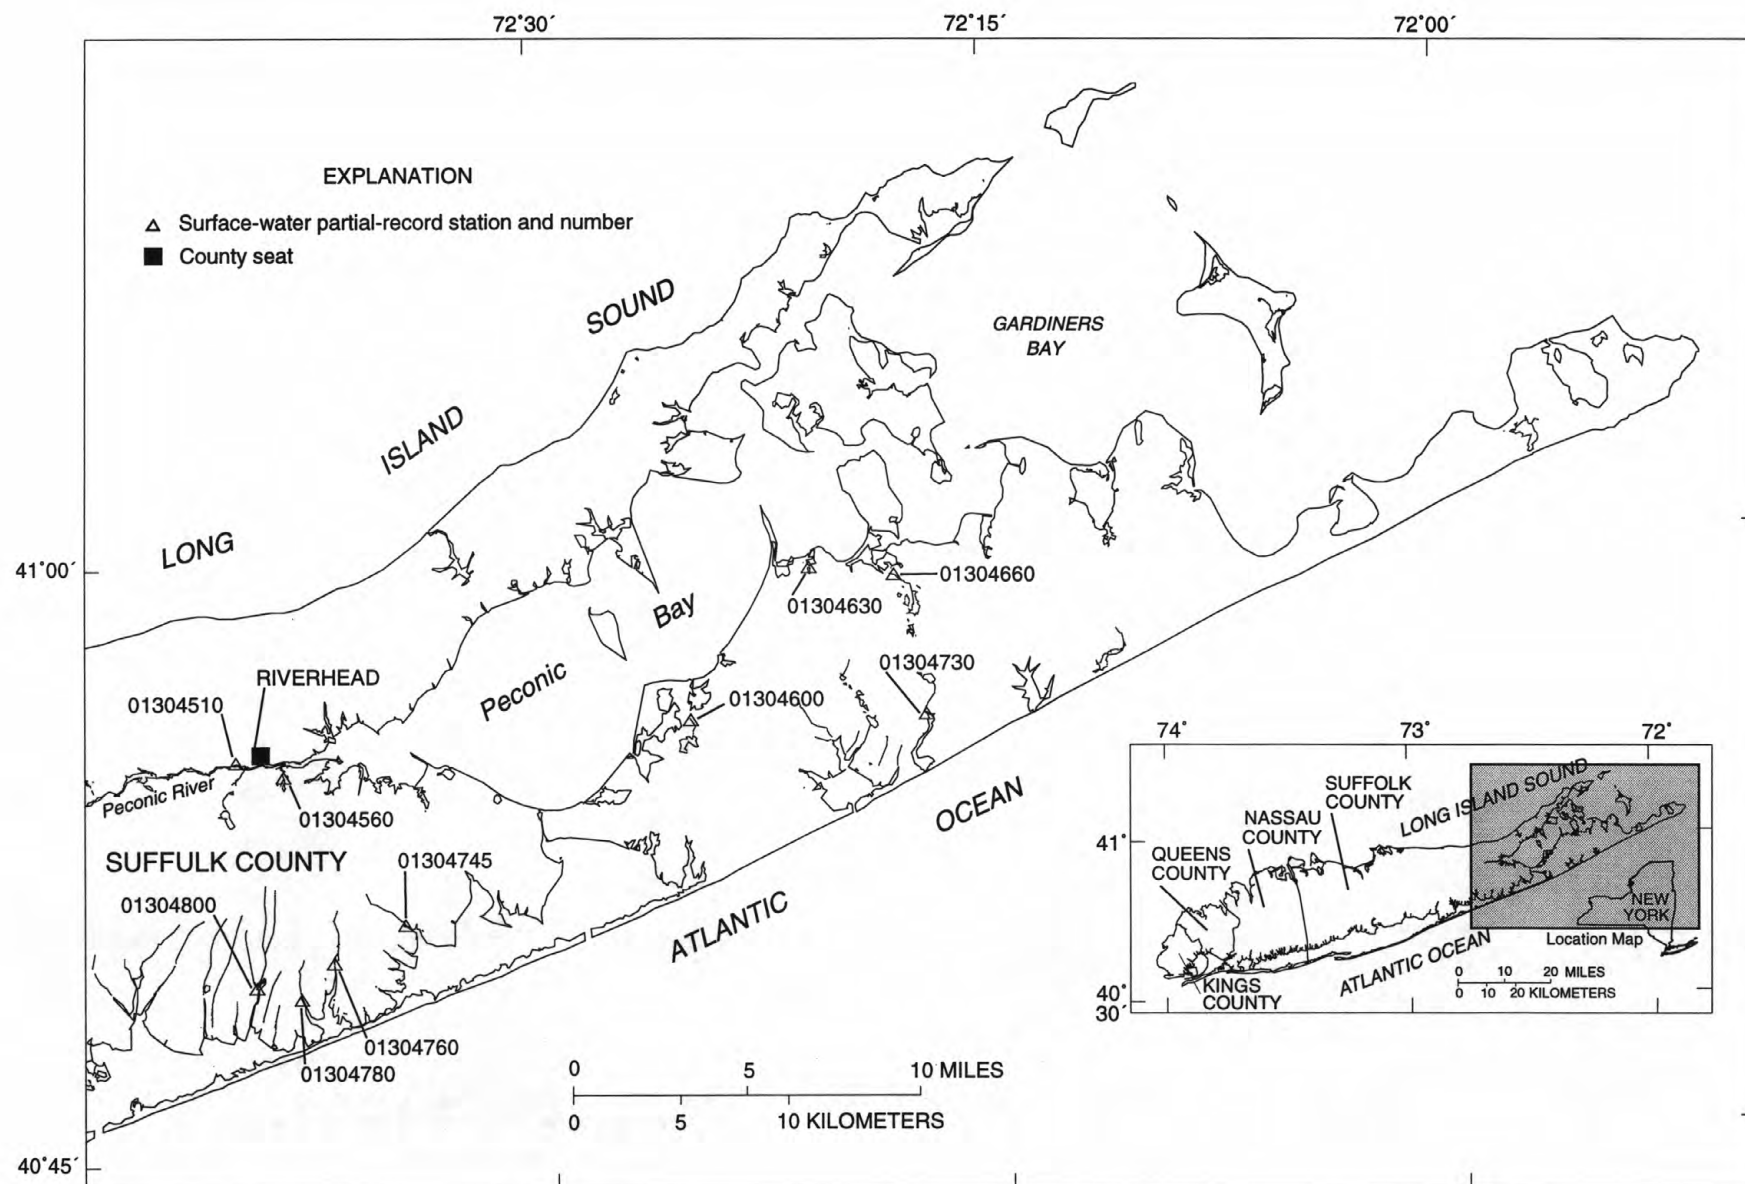 72°30′
72°15′
72°00′
EXPLANATION
Surface-water partial-record station and number
County seat
LONG
ISLAND
SOUND
GARDINERS
BAY
41°00′
01304660
01304630
Bay
Peconic
01304730
RIVERHEAD
01304510
01304600
Peconic River
01304560
SUFFULK COUNTY
01304745
01304800
01304760
01304780
ATLANTIC
OCEAN
0 5 10 MILES
0 5 10 KILOMETERS
40°45′
74°
73°
72°
LONG ISLAND SOUND
SUFFOLK
COUNTY
NASSAU
COUNTY
QUEENS
COUNTY
41°
NEW
YORK
Location Map
ATLANTIC OCEAN
KINGS
COUNTY
0 10 20 MILES
0 10 20 KILOMETERS
40°
30′